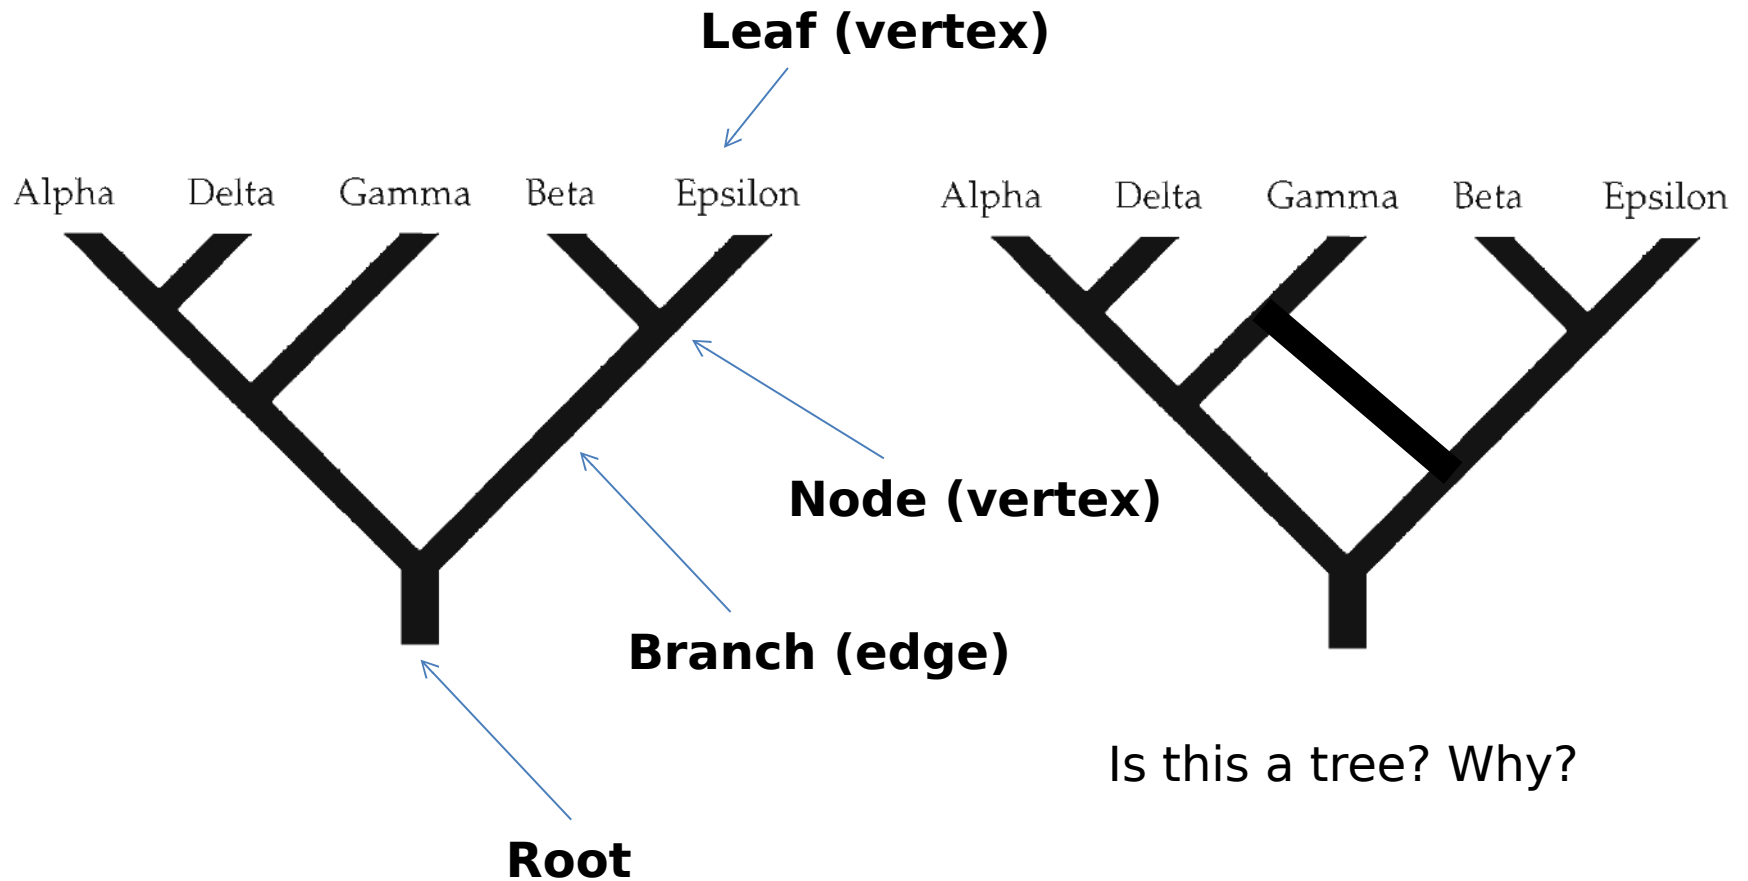 Leaf (vertex)
Alpha Delta Gamma Beta Epsilon
Alpha Delta Gamma Beta Epsilon
Node (vertex)
Branch (edge)
Is this a tree? Why?
Root